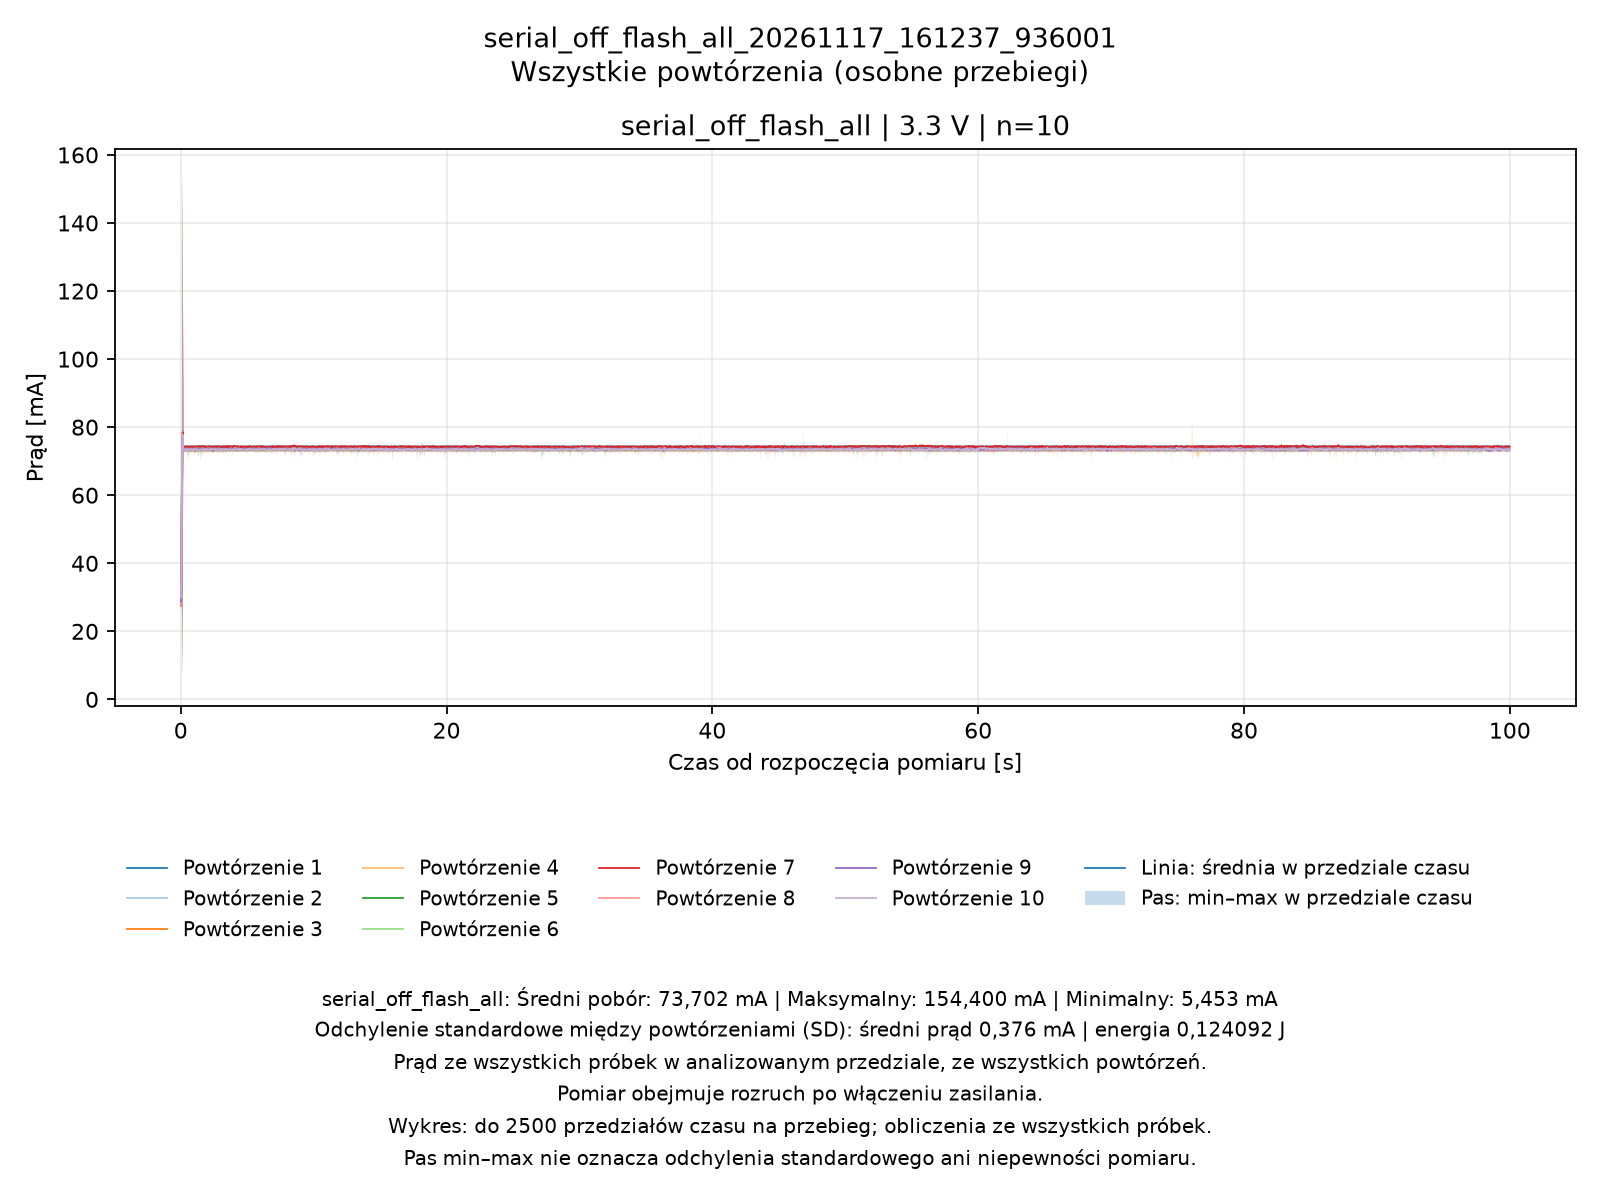 serial_off_flash_all_20261117_161237_936001
Wszystkie powtórzenia (osobne przebiegi)
serial_off_flash_all | 3.3 V | n=10
Prąd [mA]
160
140
120
100
80
60
40
20
0
0 20 40 60 80 100
Czas od rozpoczęcia pomiaru [s]
Powtórzenie 1 Powtórzenie 4 Powtórzenie 7 Powtórzenie 9 Linia: średnia w przedziale czasu
Powtórzenie 2 Powtórzenie 5 Powtórzenie 8 Powtórzenie 10 Pas: min–max w przedziale czasu
Powtórzenie 3 Powtórzenie 6
serial_off_flash_all: Średni pobór: 73,702 mA | Maksymalny: 154,400 mA | Minimalny: 5,453 mA
Odchylenie standardowe między powtórzeniami (SD): średni prąd 0,376 mA | energia 0,124092 J
Prąd ze wszystkich próbek w analizowanym przedziale, ze wszystkich powtórzeń.
Pomiar obejmuje rozruch po włączeniu zasilania.
Wykres: do 2500 przedziałów czasu na przebieg; obliczenia ze wszystkich próbek.
Pas min–max nie oznacza odchylenia standardowego ani niepewności pomiaru.